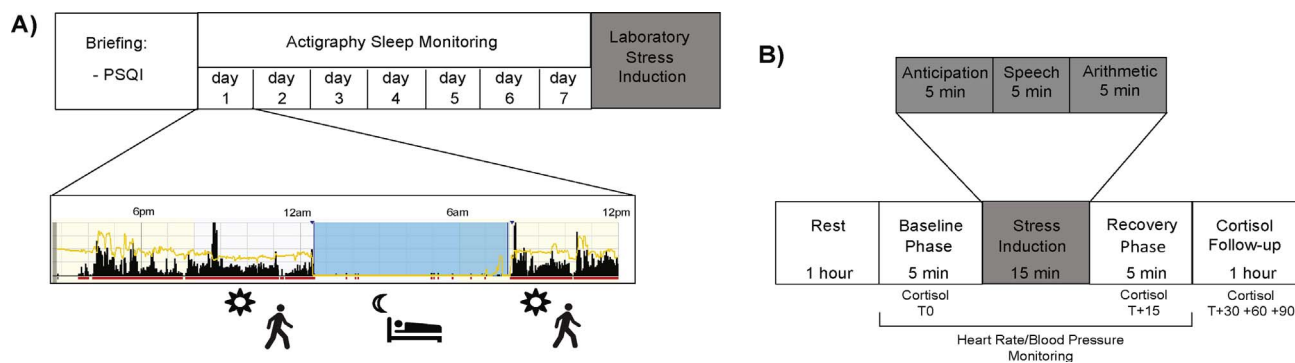 A)
Briefing:
- PSQI
Actigraphy Sleep Monitoring
day day day day day day day
1 2 3 4 5 6 7
Laboratory
Stress
Induction
6pm 12am 6am 12pm
B)
Anticipation
5 min
Speech
5 min
Arithmetic
5 min
Rest
1 hour
Baseline
Phase
5 min
Stress
Induction
15 min
Recovery
Phase
5 min
Cortisol
Follow-up
1 hour
Cortisol
T0
Cortisol
T+15
Cortisol
T+30 +60 +90
Heart Rate/Blood Pressure
Monitoring